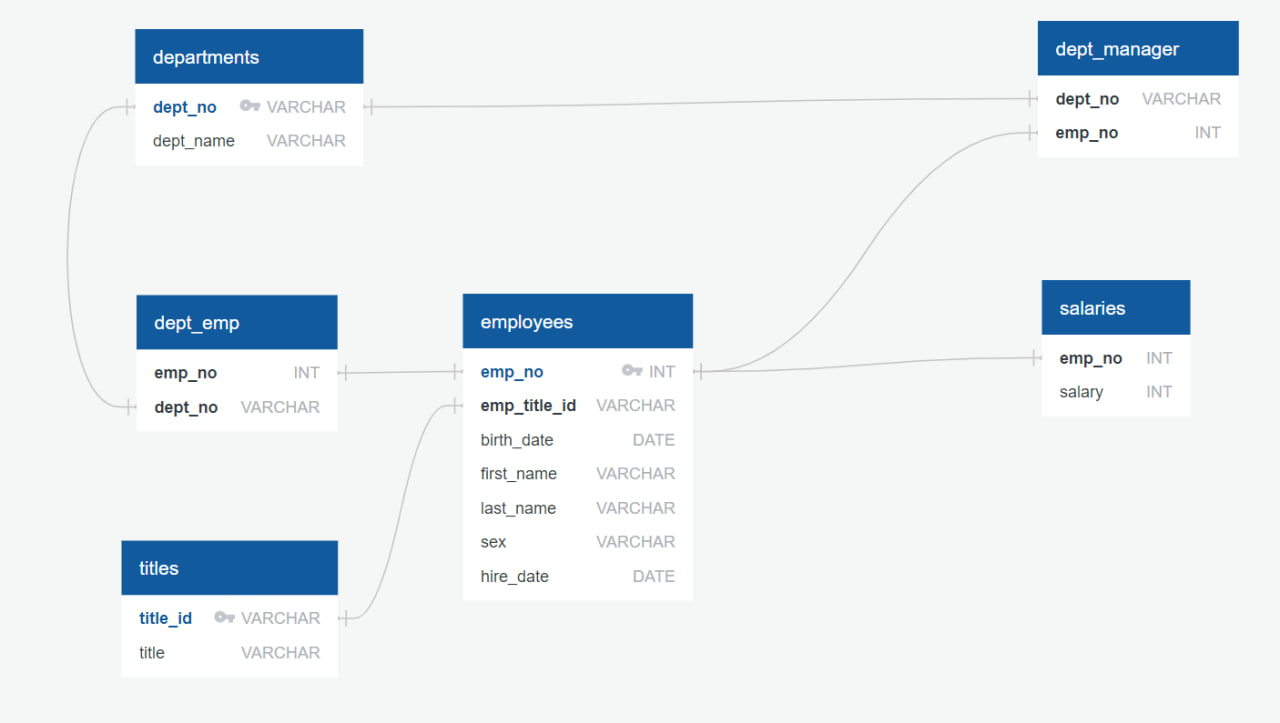 departments
dept_no VARCHAR
dept_name VARCHAR
dept_manager
dept_no VARCHAR
emp_no INT
dept_emp
emp_no INT
dept_no VARCHAR
employees
emp_no INT
emp_title_id VARCHAR
birth_date DATE
first_name VARCHAR
last_name VARCHAR
sex VARCHAR
hire_date DATE
salaries
emp_no INT
salary INT
titles
title_id VARCHAR
title VARCHAR